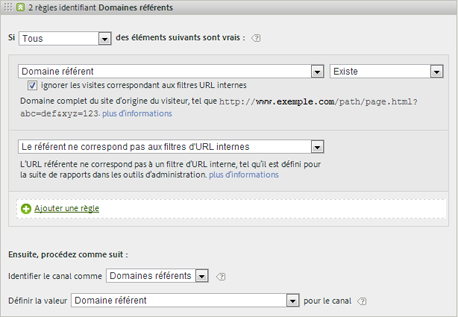 2 règles identifiant Domaines référents
Si Tous des éléments suivants sont vrais :
Domaine référent Existe
ignorer les visites correspondant aux filtres URL internes
Domaine complet du site d'origine du visiteur, tel que http://www.exemple.com/path/page.html?
abc=def&xyz=123. plus d'informations
Le référent ne correspond pas aux filtres d'URL internes
L'URL référente ne correspond pas à un filtre d'URL interne, tel qu'il est défini pour
la suite de rapports dans les outils d'administration. plus d'informations
Ajouter une règle
Ensuite, procédez comme suit :
Identifier le canal comme Domaines référents
Définir la valeur Domaine référent pour le canal